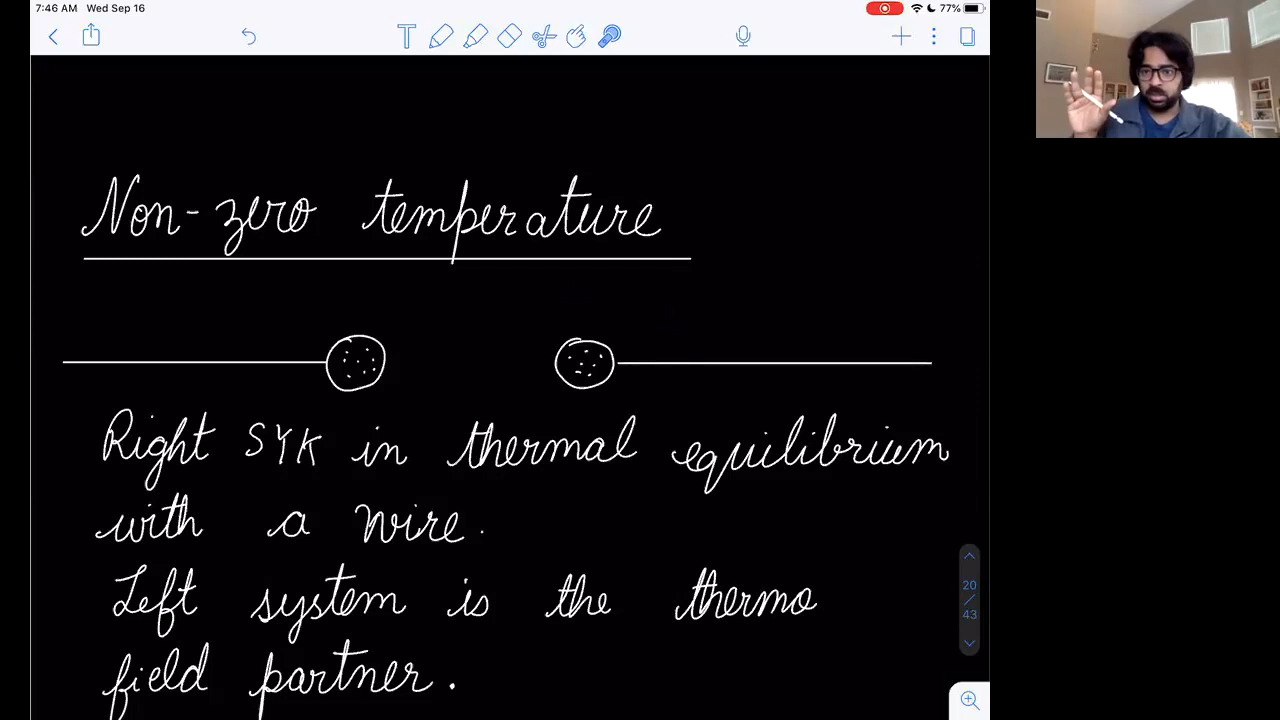 7:46 AM Wed Sep 16
77%
T
Non-zero temperature
Right SYK in thermal equilibrium
with a wire.
Left system is the thermo
field partner.
20
/
43